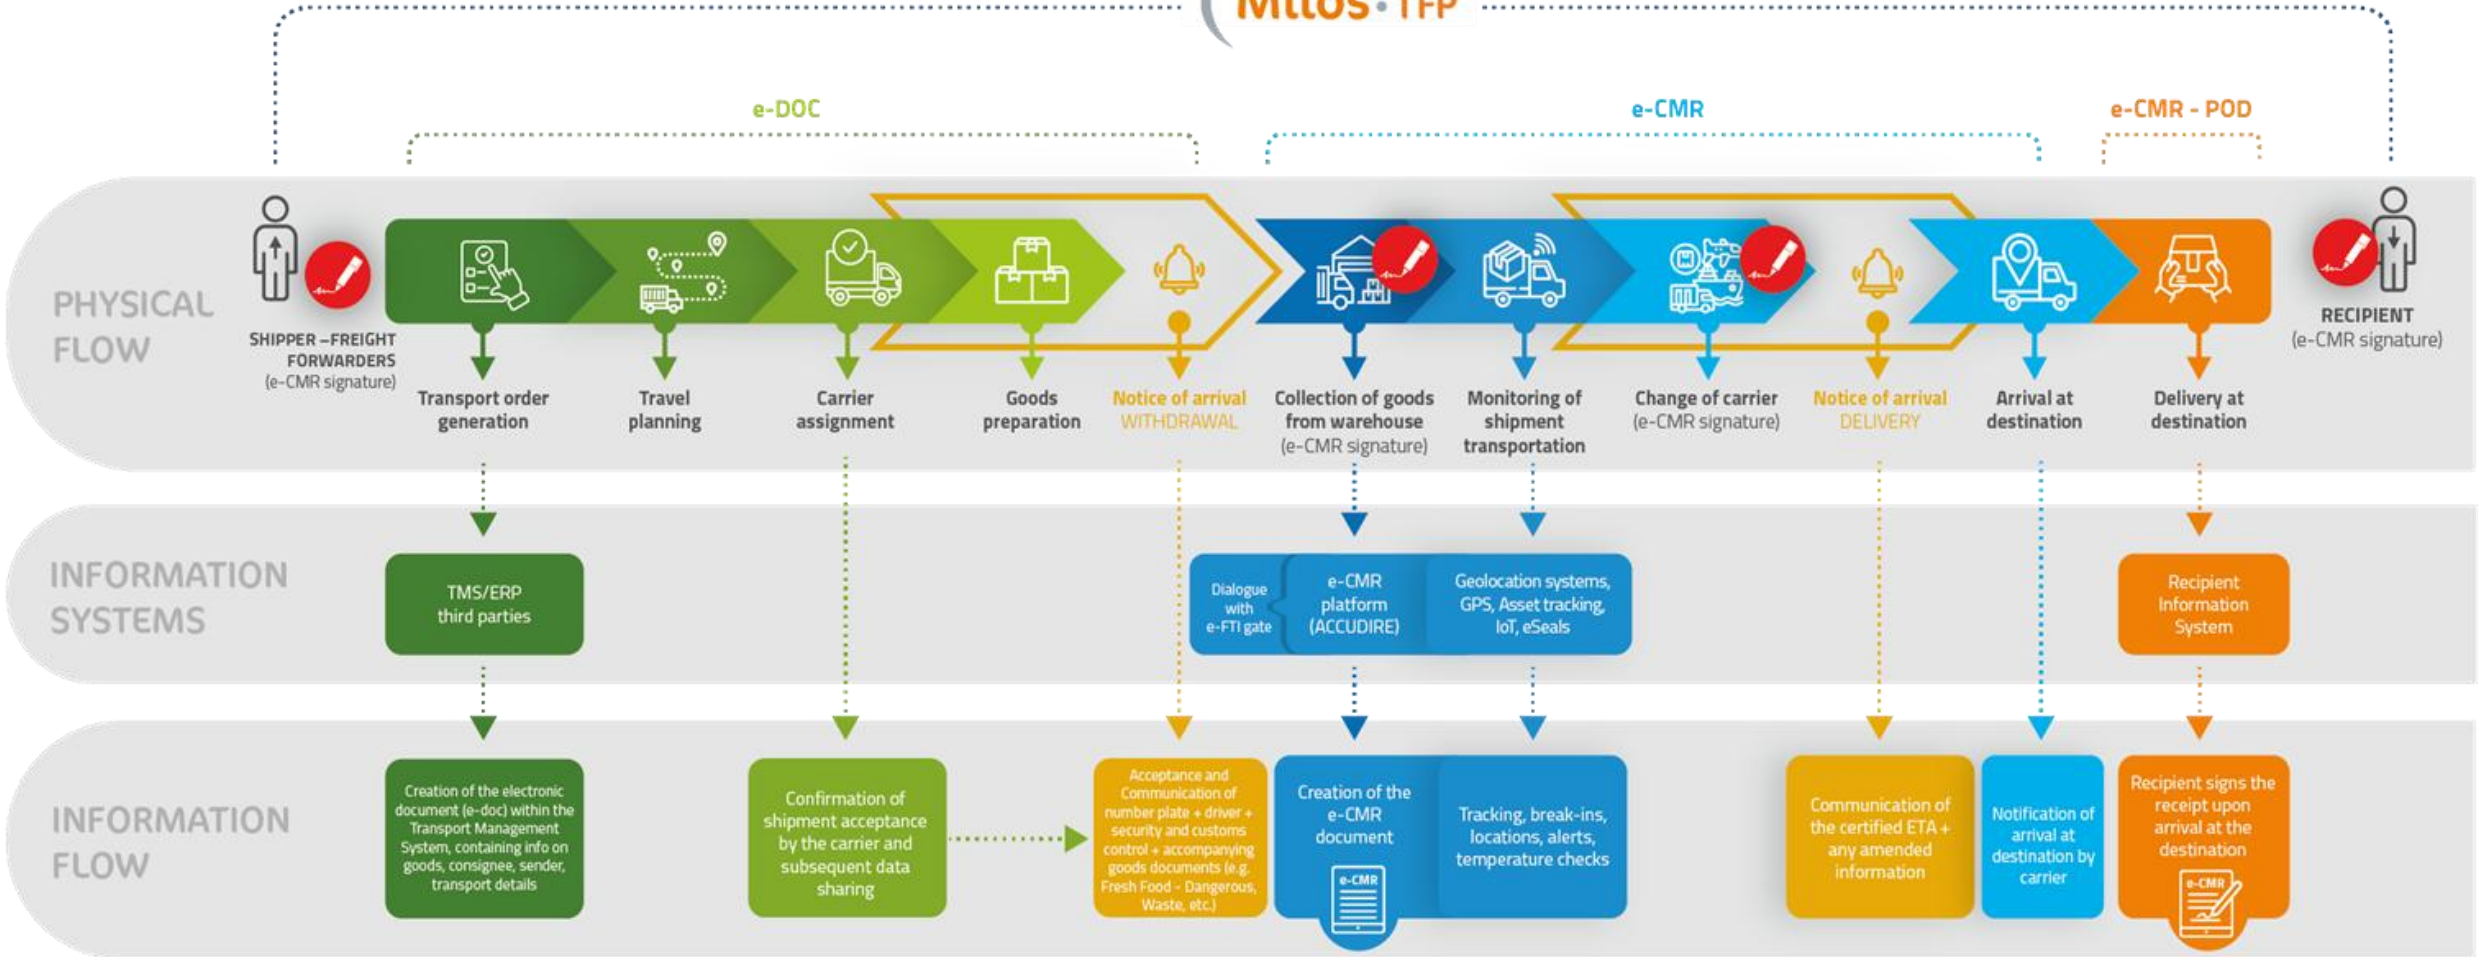 Mitos • TFP
e-DOC
e-CMR
e-CMR - POD
PHYSICAL
FLOW
SHIPPER –FREIGHT
FORWARDERS
(e-CMR signature)
Transport order
generation
Travel
planning
Carrier
assignment
Goods
preparation
Notice of arrival
WITHDRAWAL
Collection of goods
from warehouse
(e-CMR signature)
Monitoring of
shipment
transportation
Change of carrier
(e-CMR signature)
Notice of arrival
DELIVERY
Arrival at
destination
Delivery at
destination
RECIPIENT
(e-CMR signature)
INFORMATION
SYSTEMS
TMS/ERP
third parties
Dialogue
with
e-FTI gate
e-CMR
platform
(ACCUDIRE)
Geolocation systems,
GPS, Asset tracking,
IoT, eSeals
Recipient
Information
System
INFORMATION
FLOW
Creation of the electronic
document (e-doc) within the
Transport Management
System, containing info on
goods, consignee, sender,
transport details
Confirmation of
shipment acceptance
by the carrier and
subsequent data
sharing
Acceptance and
Communication of
number plate + driver +
security and customs
control + accompanying
goods documents (e.g.
Fresh Food - Dangerous,
Waste, etc.)
Creation of the
e-CMR
document
e-CMR
Tracking, break-ins,
locations, alerts,
temperature checks
Communication of
the certified ETA +
any amended
information
Notification of
arrival at
destination by
carrier
Recipient signs the
receipt upon
arrival at the
destination
e-CMR